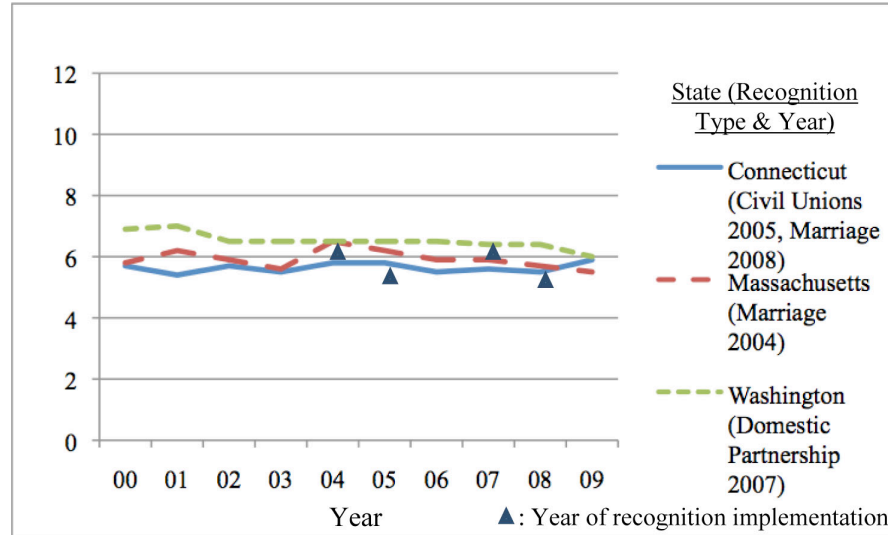 12
10
8
6
4
2
0
00 01 02 03 04 05 06 07 08 09
Year
▲: Year of recognition implementation
State (Recognition
Type & Year)
Connecticut
(Civil Unions
2005, Marriage
2008)
Massachusetts
(Marriage
2004)
Washington
(Domestic
Partnership
2007)